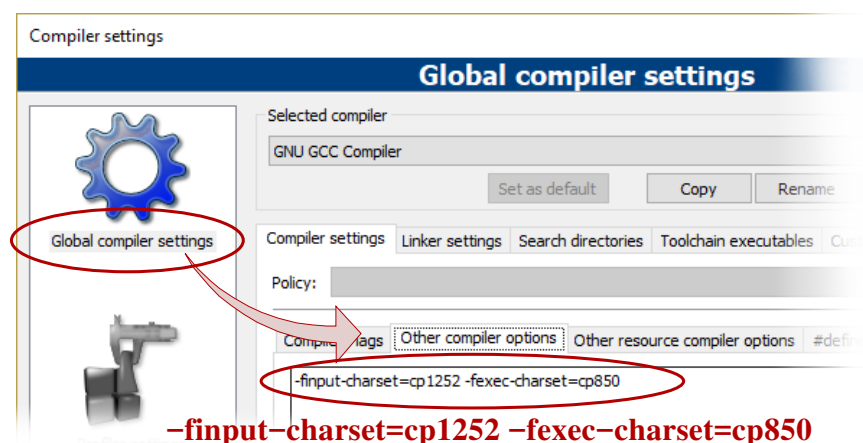 Compiler settings
Global compiler settings
Selected compiler
GNU GCC Compiler
Set as default Copy Rename
Global compiler settings
Compiler settings Linker settings Search directories Toolchain executables
Policy:
flags Other compiler options Other resource compiler options
-finput-charset=cp1252 -fexec-charset=cp850
−finput−charset=cp1252 −fexec−charset=cp850